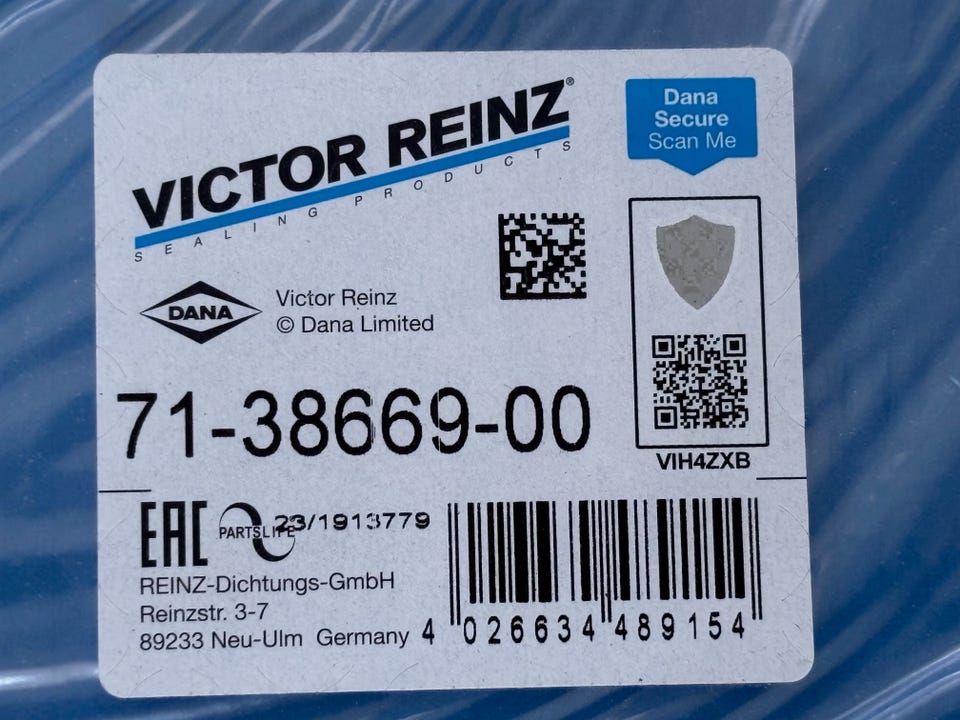 VICTOR REINZ®
SEALING PRODUCTS
Dana
Secure
Scan Me
DANA
Victor Reinz
© Dana Limited
71-38669-00
VIH4ZXB
EAC PARTSLIFE 23/1913779
REINZ-Dichtungs-GmbH
Reinzstr. 3-7
89233 Neu-Ulm Germany
4 026634 489154